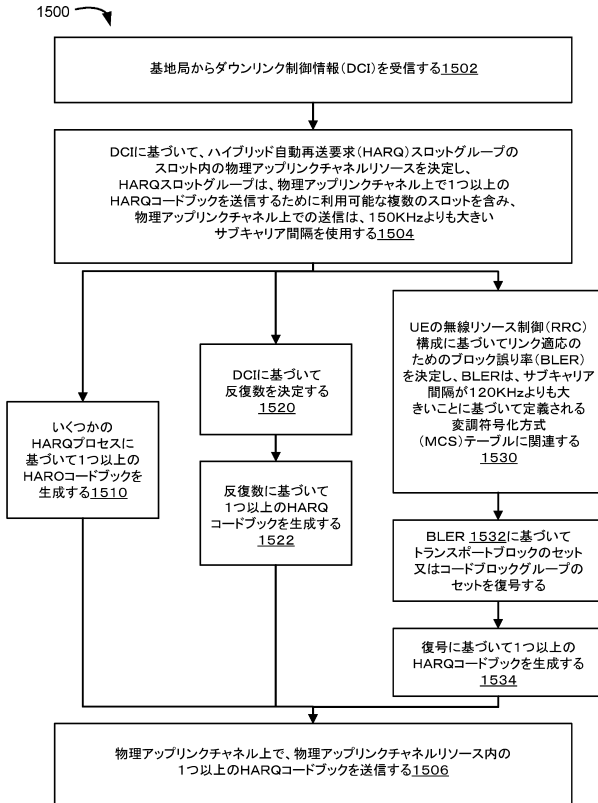 1500
基地局からダウンリンク制御情報(DCI)を受信する1502
DCIに基づいて、ハイブリッド自動再送要求(HARQ)スロットグループの
スロット内の物理アップリンクチャネルリソースを決定し、
HARQスロットグループは、物理アップリンクチャネル上で1つ以上の
HARQコードブックを送信するために利用可能な複数のスロットを含み、
物理アップリンクチャネル上での送信は、150KHzよりも大きい
サブキャリア間隔を使用する1504
いくつかの
HARQプロセスに
基づいて1つ以上の
HAROコードブックを
生成する1510
DCIに基づいて
反復数を決定する
1520
反復数に基づいて
1つ以上のHARQ
コードブックを生成する
1522
UEの無線リソース制御(RRC)
構成に基づいてリンク適応の
ためのブロック誤り率(BLER)
を決定し、BLERは、サブキャリア
間隔が120KHzよりも大
きいことに基づいて定義される
変調符号化方式
(MCS)テーブルに関連する
1530
BLER 1532に基づいて
トランスポートブロックのセット
又はコードブロックグループの
セットを復号する
復号に基づいて1つ以上の
HARQコードブックを生成する
1534
物理アップリンクチャネル上で、物理アップリンクチャネルリソース内の
1つ以上のHARQコードブックを送信する1506